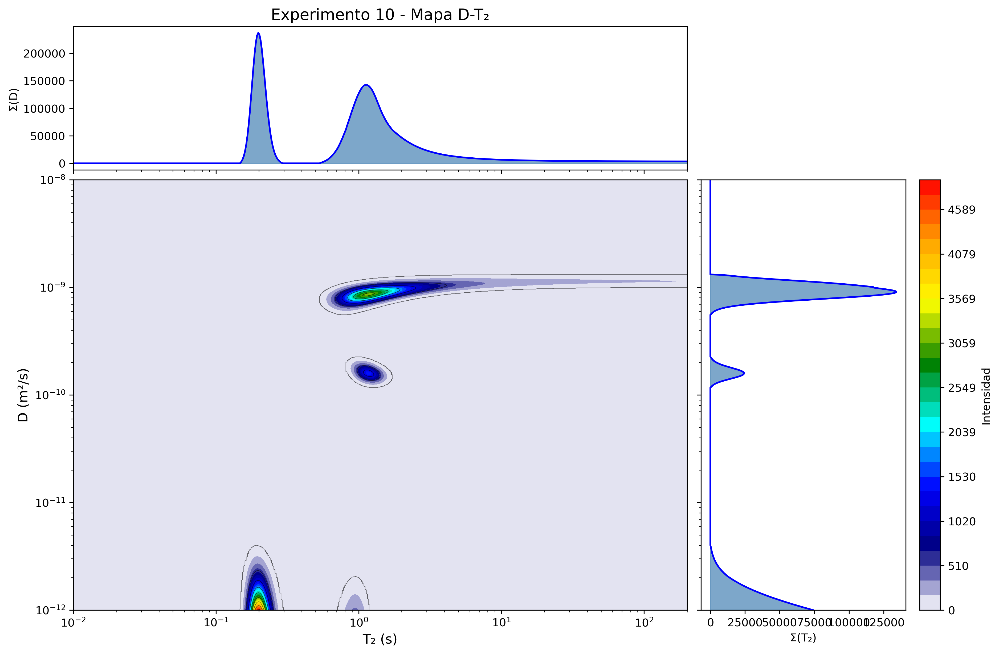 Experimento 10 - Mapa D-T₂
Σ(D)
200000
150000
100000
50000
0
D (m²/s)
10⁻⁸
10⁻⁹
10⁻¹⁰
10⁻¹¹
10⁻¹²
10⁻² 10⁻¹ 10⁰ 10¹ 10²
T₂ (s)
0 25000 50000 75000 100000 125000
Σ(T₂)
4589
4079
3569
3059
2549
2039
1530
1020
510
0
Intensidad